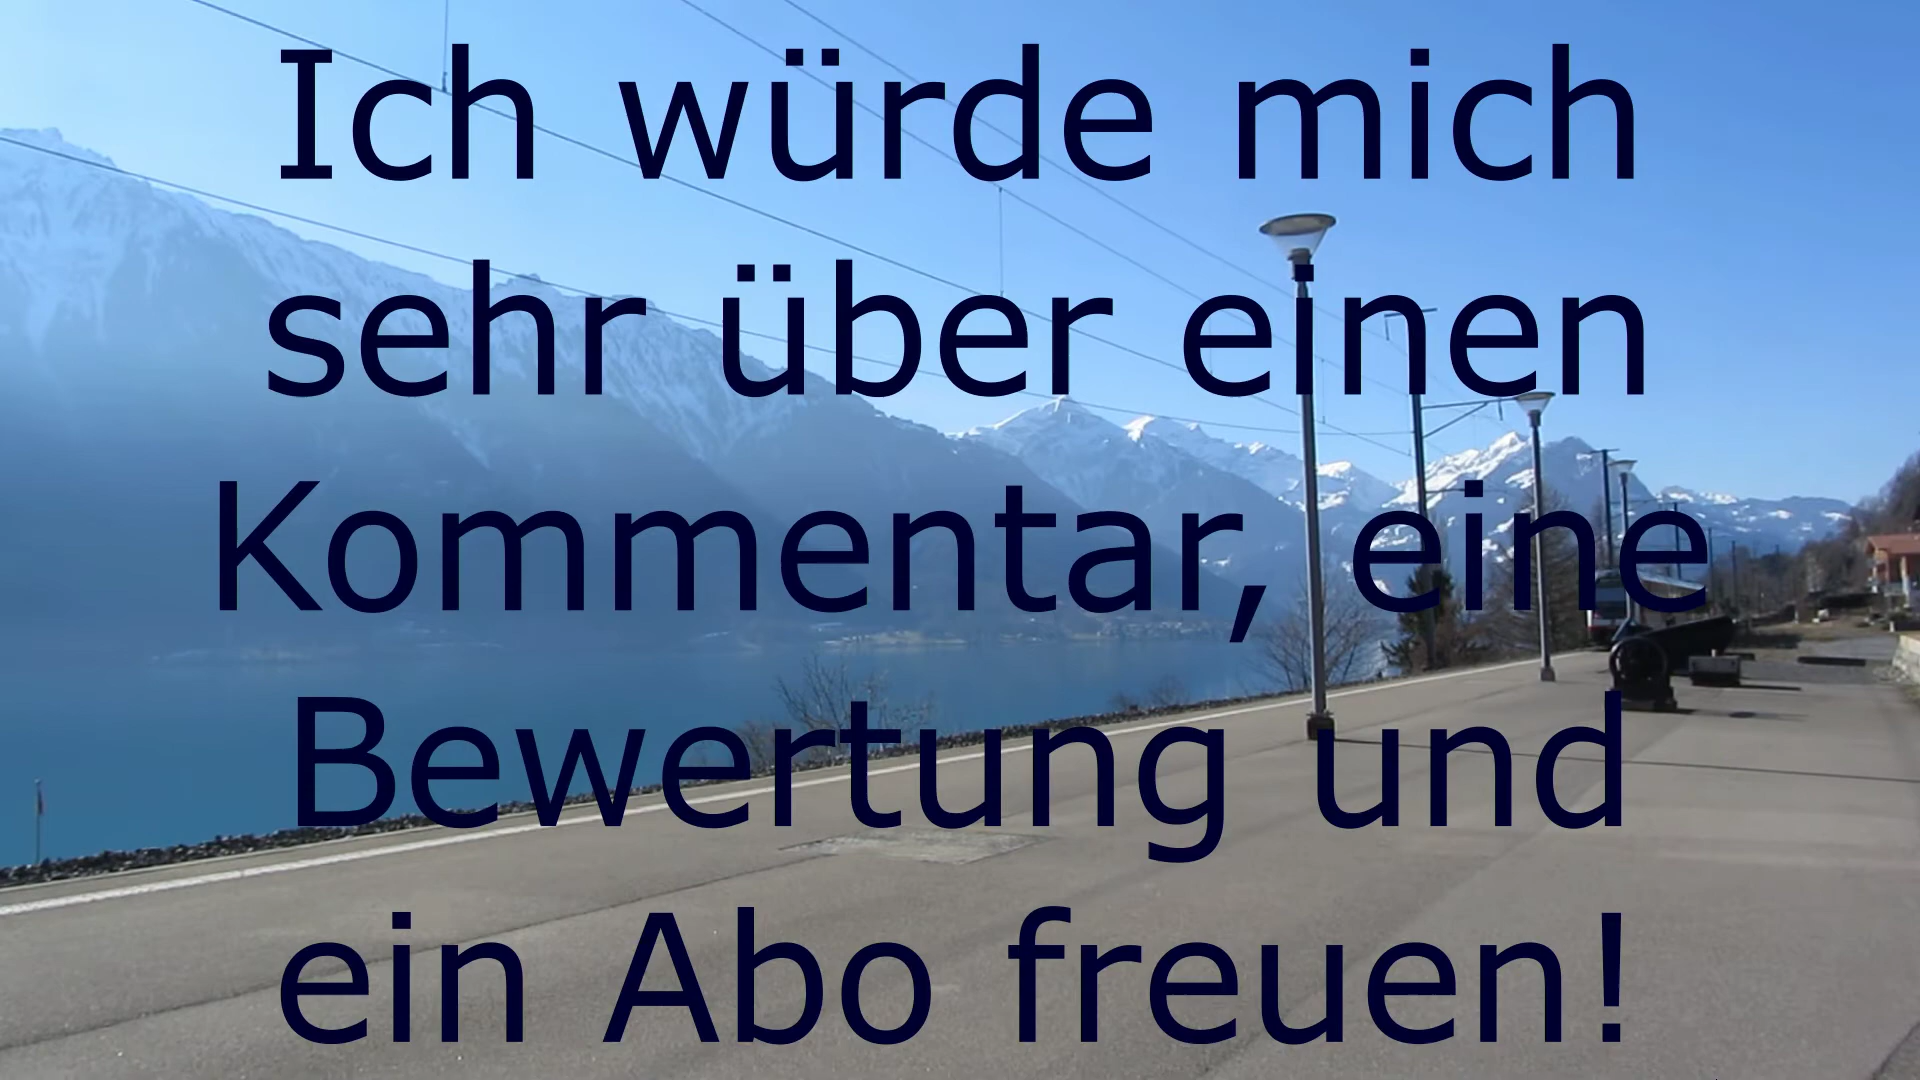 Ich würde mich
sehr über einen
Kommentar, eine
Bewertung und
ein Abo freuen!